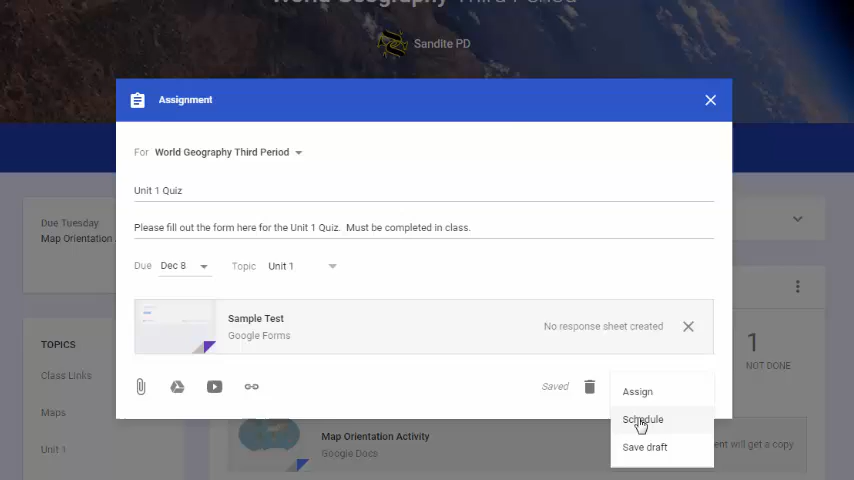 World Geography Third Period
Sandite PD
Assignment
For World Geography Third Period
Unit 1 Quiz
Please fill out the form here for the Unit 1 Quiz. Must be completed in class.
Due Dec 8 Topic Unit 1
Sample Test
Google Forms
No response sheet created
Saved
Assign
Schedule
Save draft
Due Tuesday
Map Orientation
TOPICS
Class Links
Maps
Unit 1
1
NOT DONE
Map Orientation Activity
Google Docs
ent will get a copy